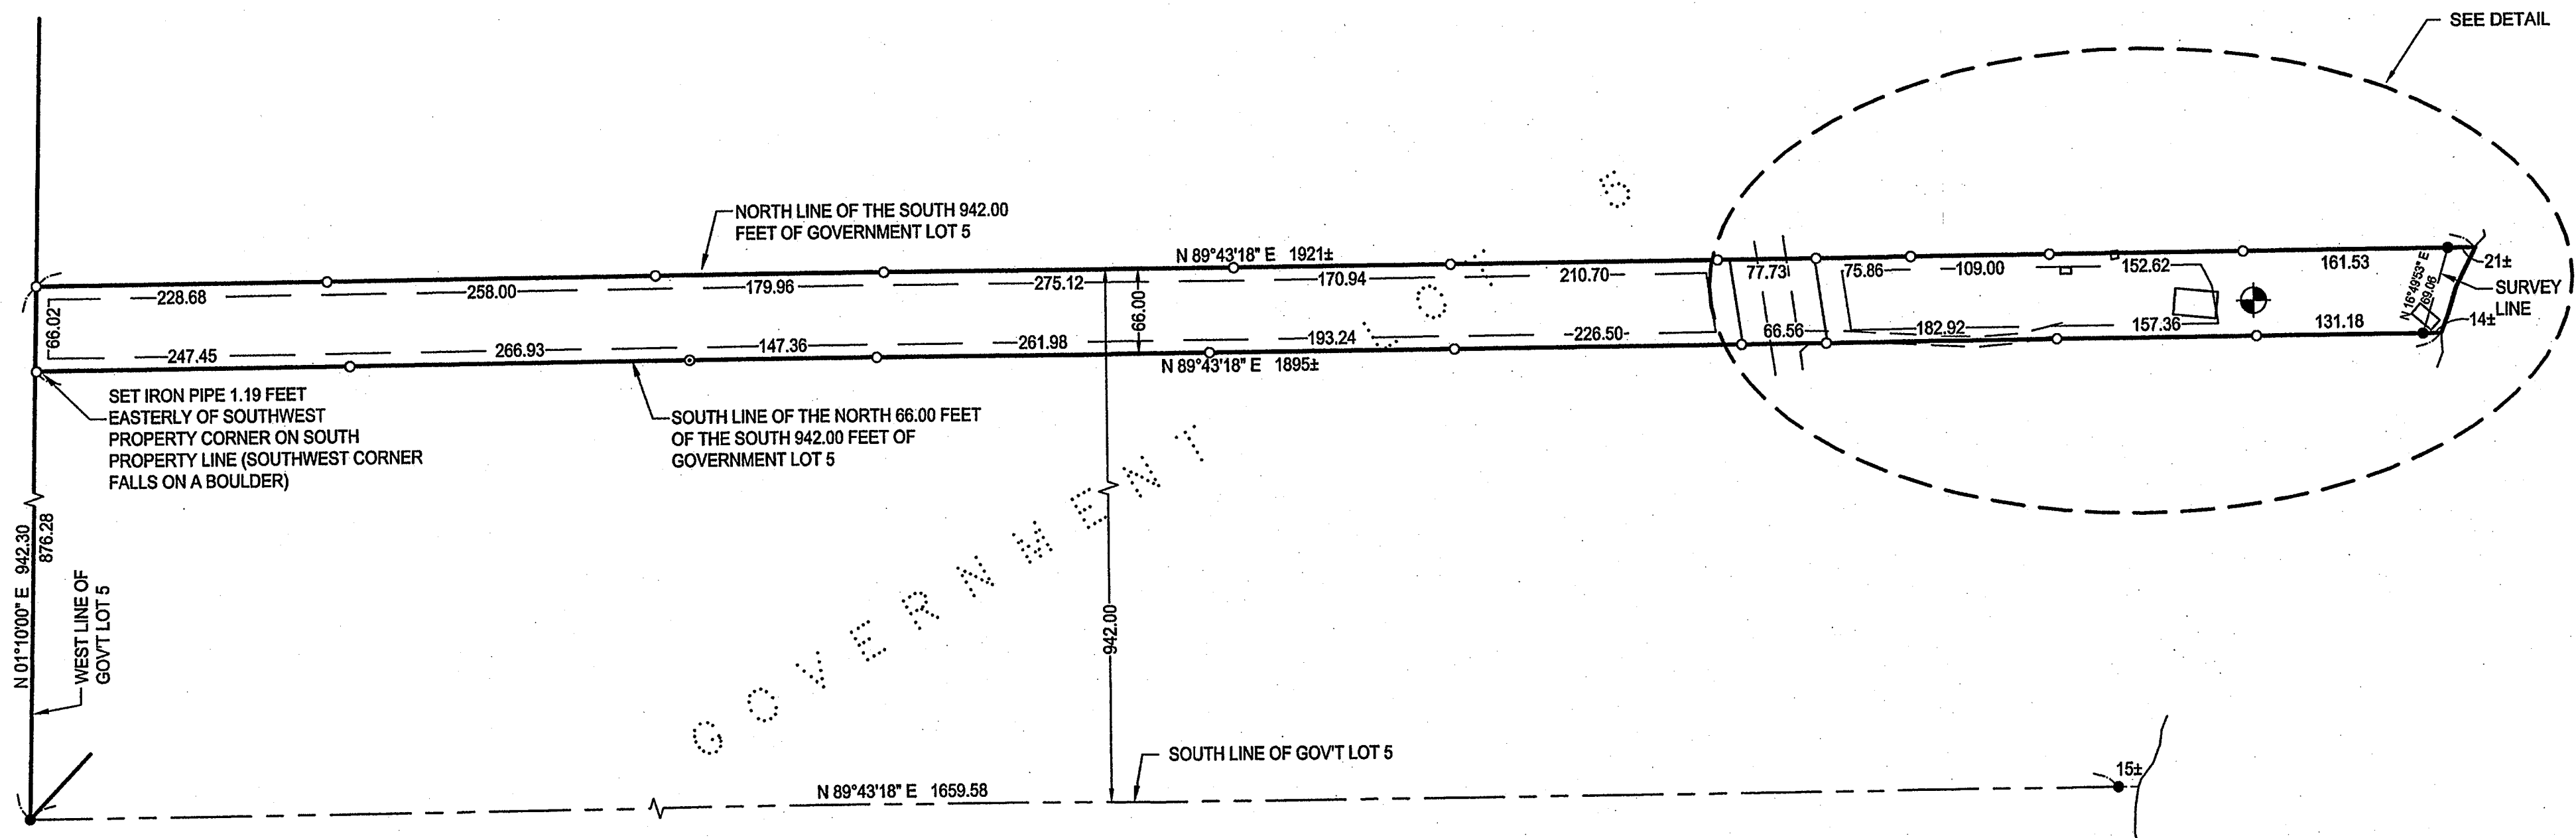 SEE DETAIL
5
NORTH LINE OF THE SOUTH 942.00
FEET OF GOVERNMENT LOT 5
N 89°43'18" E 1921±
228.68
258.00
179.96
275.12
170.94
210.70
77.73
75.86
109.00
152.62
161.53
21±
SURVEY
LINE
14±
N 16°49'53" E
69.06
66.02
66.00
LOT
247.45
266.93
147.36
261.98
193.24
226.50
66.56
182.92
157.36
131.18
N 89°43'18" E 1895±
SET IRON PIPE 1.19 FEET
EASTERLY OF SOUTHWEST
PROPERTY CORNER ON SOUTH
PROPERTY LINE (SOUTHWEST CORNER
FALLS ON A BOULDER)
SOUTH LINE OF THE NORTH 66.00 FEET
OF THE SOUTH 942.00 FEET OF
GOVERNMENT LOT 5
GOVERNMENT
N 01°10'00" E 942.30
876.28
WEST LINE OF
GOV'T LOT 5
942.00
SOUTH LINE OF GOV'T LOT 5
N 89°43'18" E 1659.58
15±